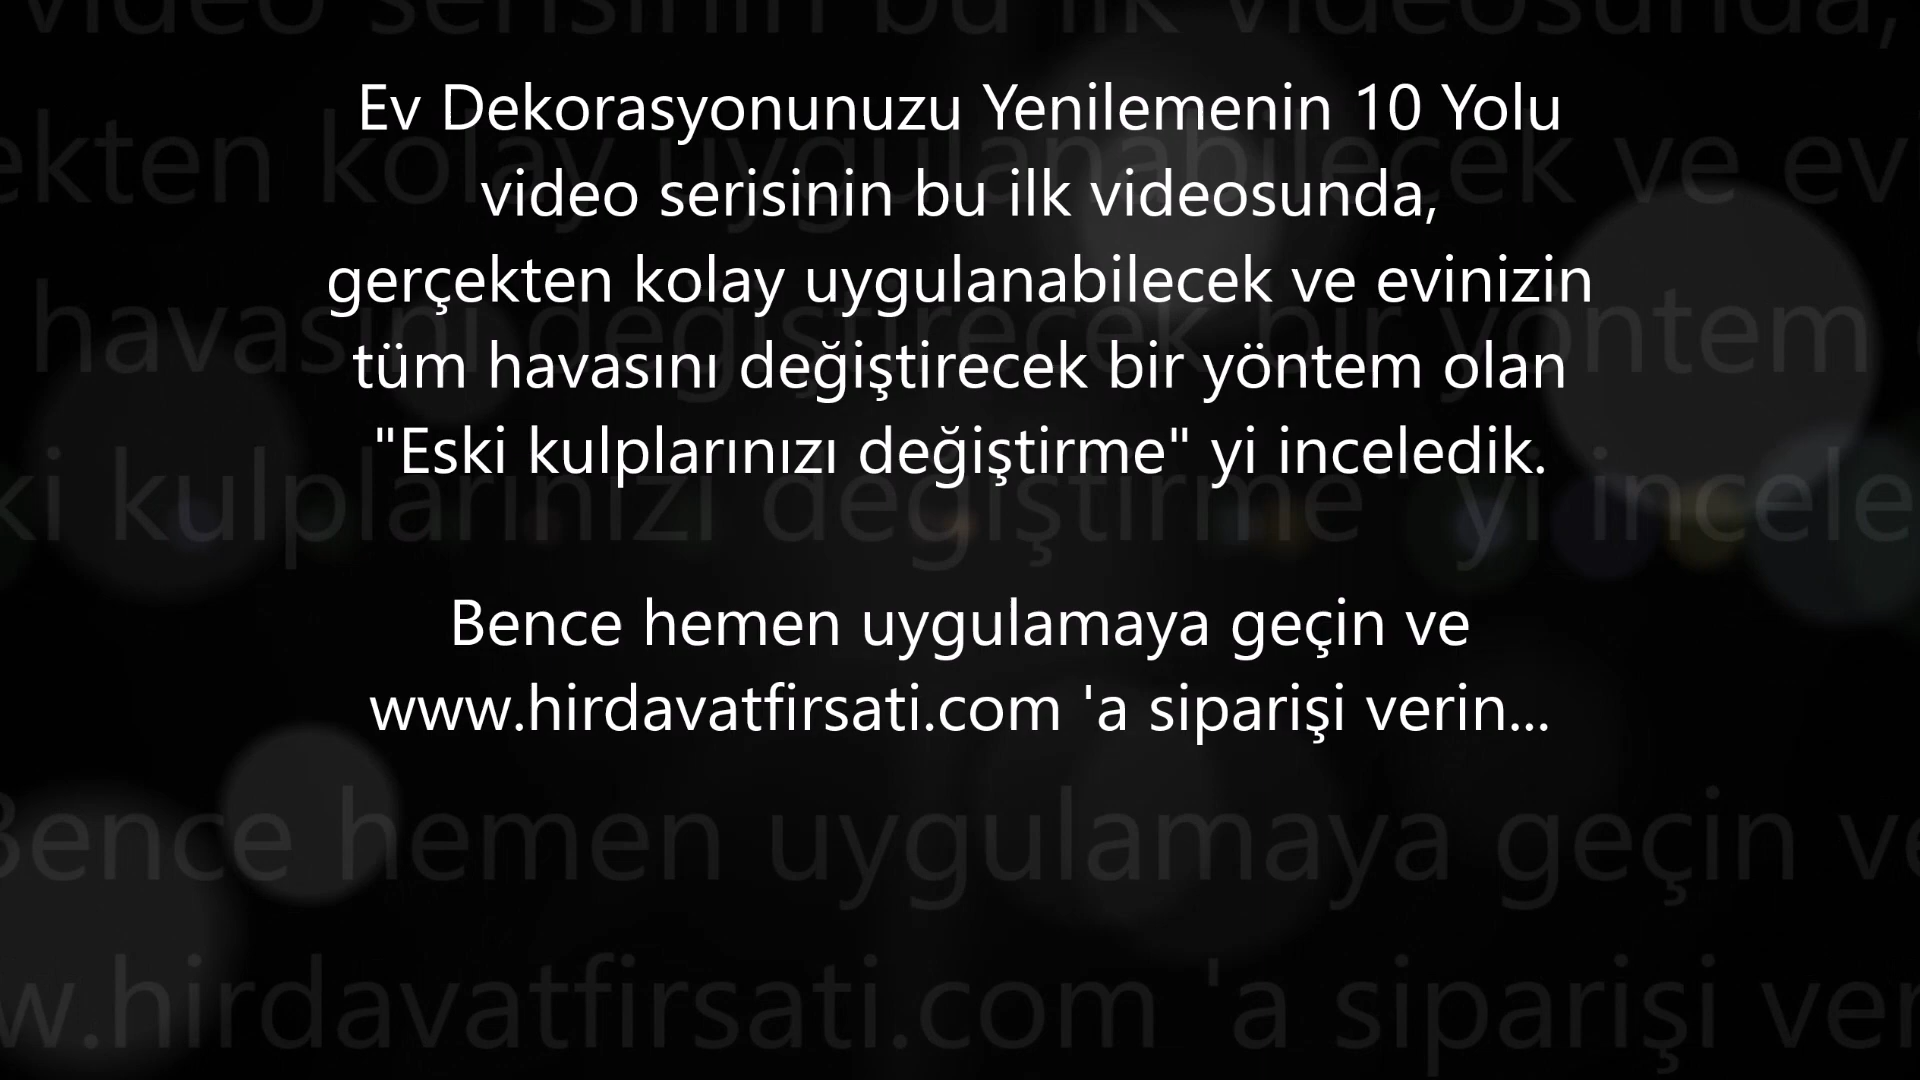 Ev Dekorasyonunuzu Yenilemenin 10 Yolu
video serisinin bu ilk videosunda,
gerçekten kolay uygulanabilecek ve evinizin
tüm havasını değiştirecek bir yöntem olan
"Eski kulplarınızı değiştirme" yi inceledik.
Bence hemen uygulamaya geçin ve
www.hirdavatfirsati.com 'a siparişi verin...